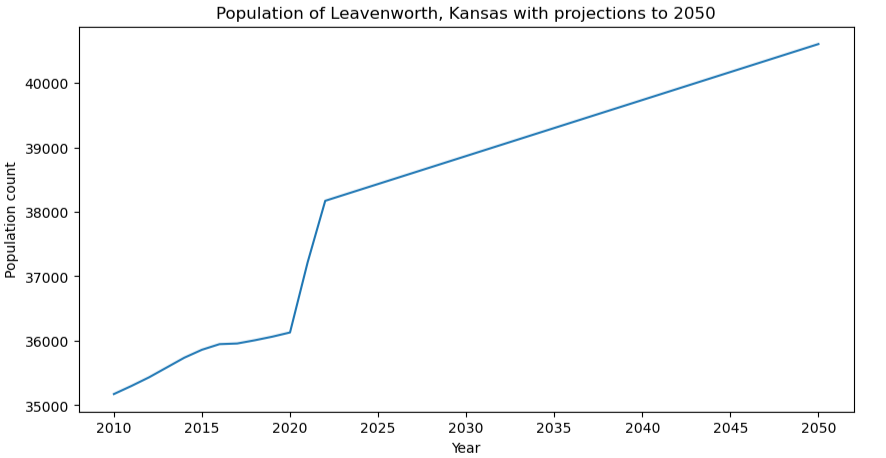 Population of Leavenworth, Kansas with projections to 2050
Population count
40000
39000
38000
37000
36000
35000
2010 2015 2020 2025 2030 2035 2040 2045 2050
Year